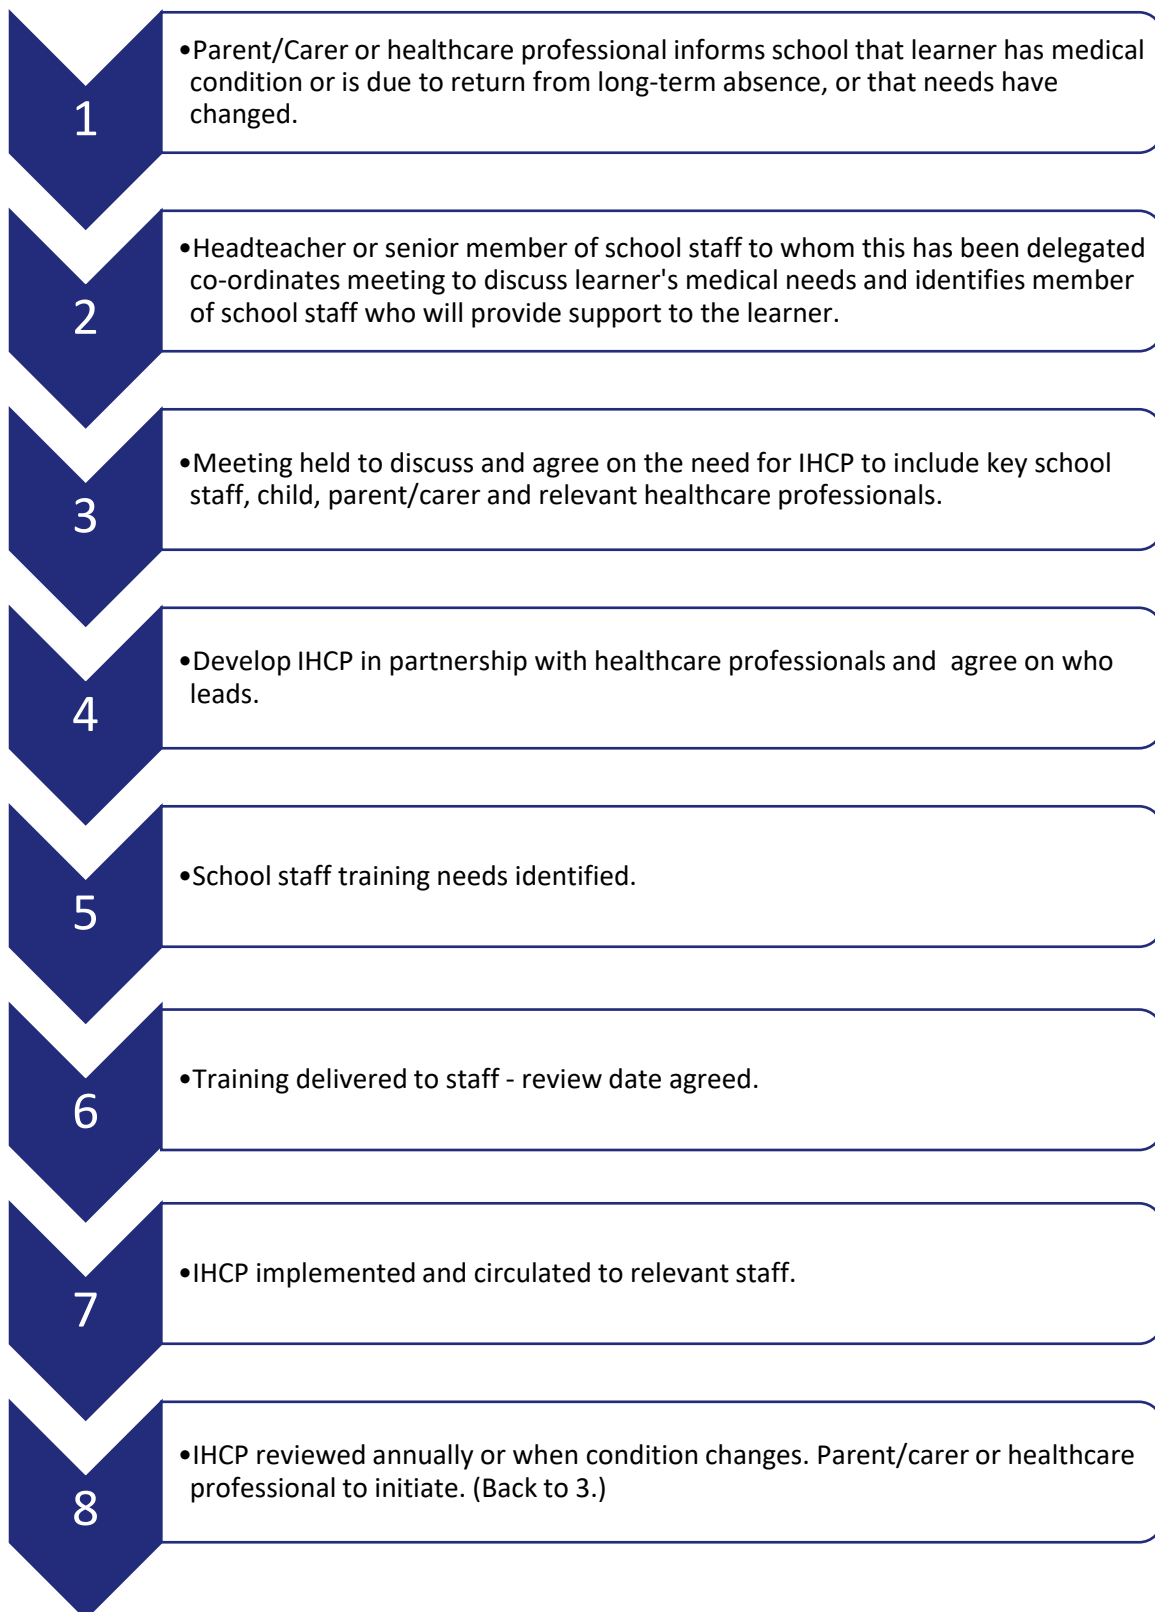 1
•Parent/Carer or healthcare professional informs school that learner has medical
condition or is due to return from long-term absence, or that needs have
changed.
2
•Headteacher or senior member of school staff to whom this has been delegated
co-ordinates meeting to discuss learner's medical needs and identifies member
of school staff who will provide support to the learner.
3
•Meeting held to discuss and agree on the need for IHCP to include key school
staff, child, parent/carer and relevant healthcare professionals.
4
•Develop IHCP in partnership with healthcare professionals and  agree on who
leads.
5
•School staff training needs identified.
6
•Training delivered to staff - review date agreed.
7
•IHCP implemented and circulated to relevant staff.
8
•IHCP reviewed annually or when condition changes. Parent/carer or healthcare
professional to initiate. (Back to 3.)